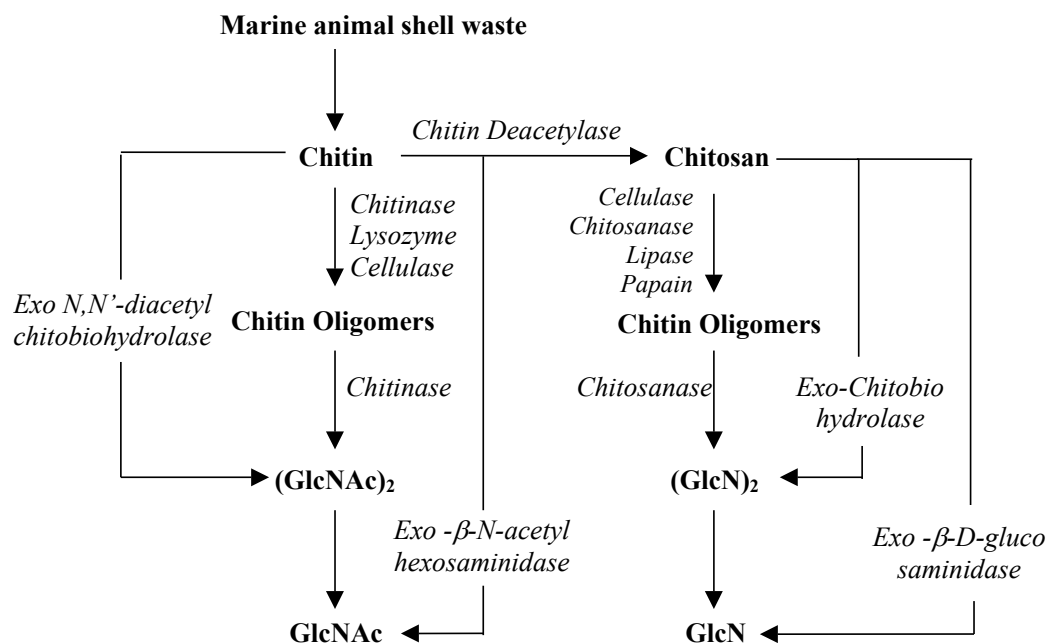 Marine animal shell waste
Chitin Deacetylase
Chitin
Chitosan
Chitinase
Lysozyme
Cellulase
Cellulase
Chitosanase
Lipase
Papain
Exo N,N’-diacetyl
chitobiohydrolase
Chitin Oligomers
Chitin Oligomers
Chitinase
Chitosanase
Exo-Chitobio
hydrolase
(GlcNAc)₂
(GlcN)₂
Exo -β-N-acetyl
hexosaminidase
Exo -β-D-gluco
saminidase
GlcNAc
GlcN